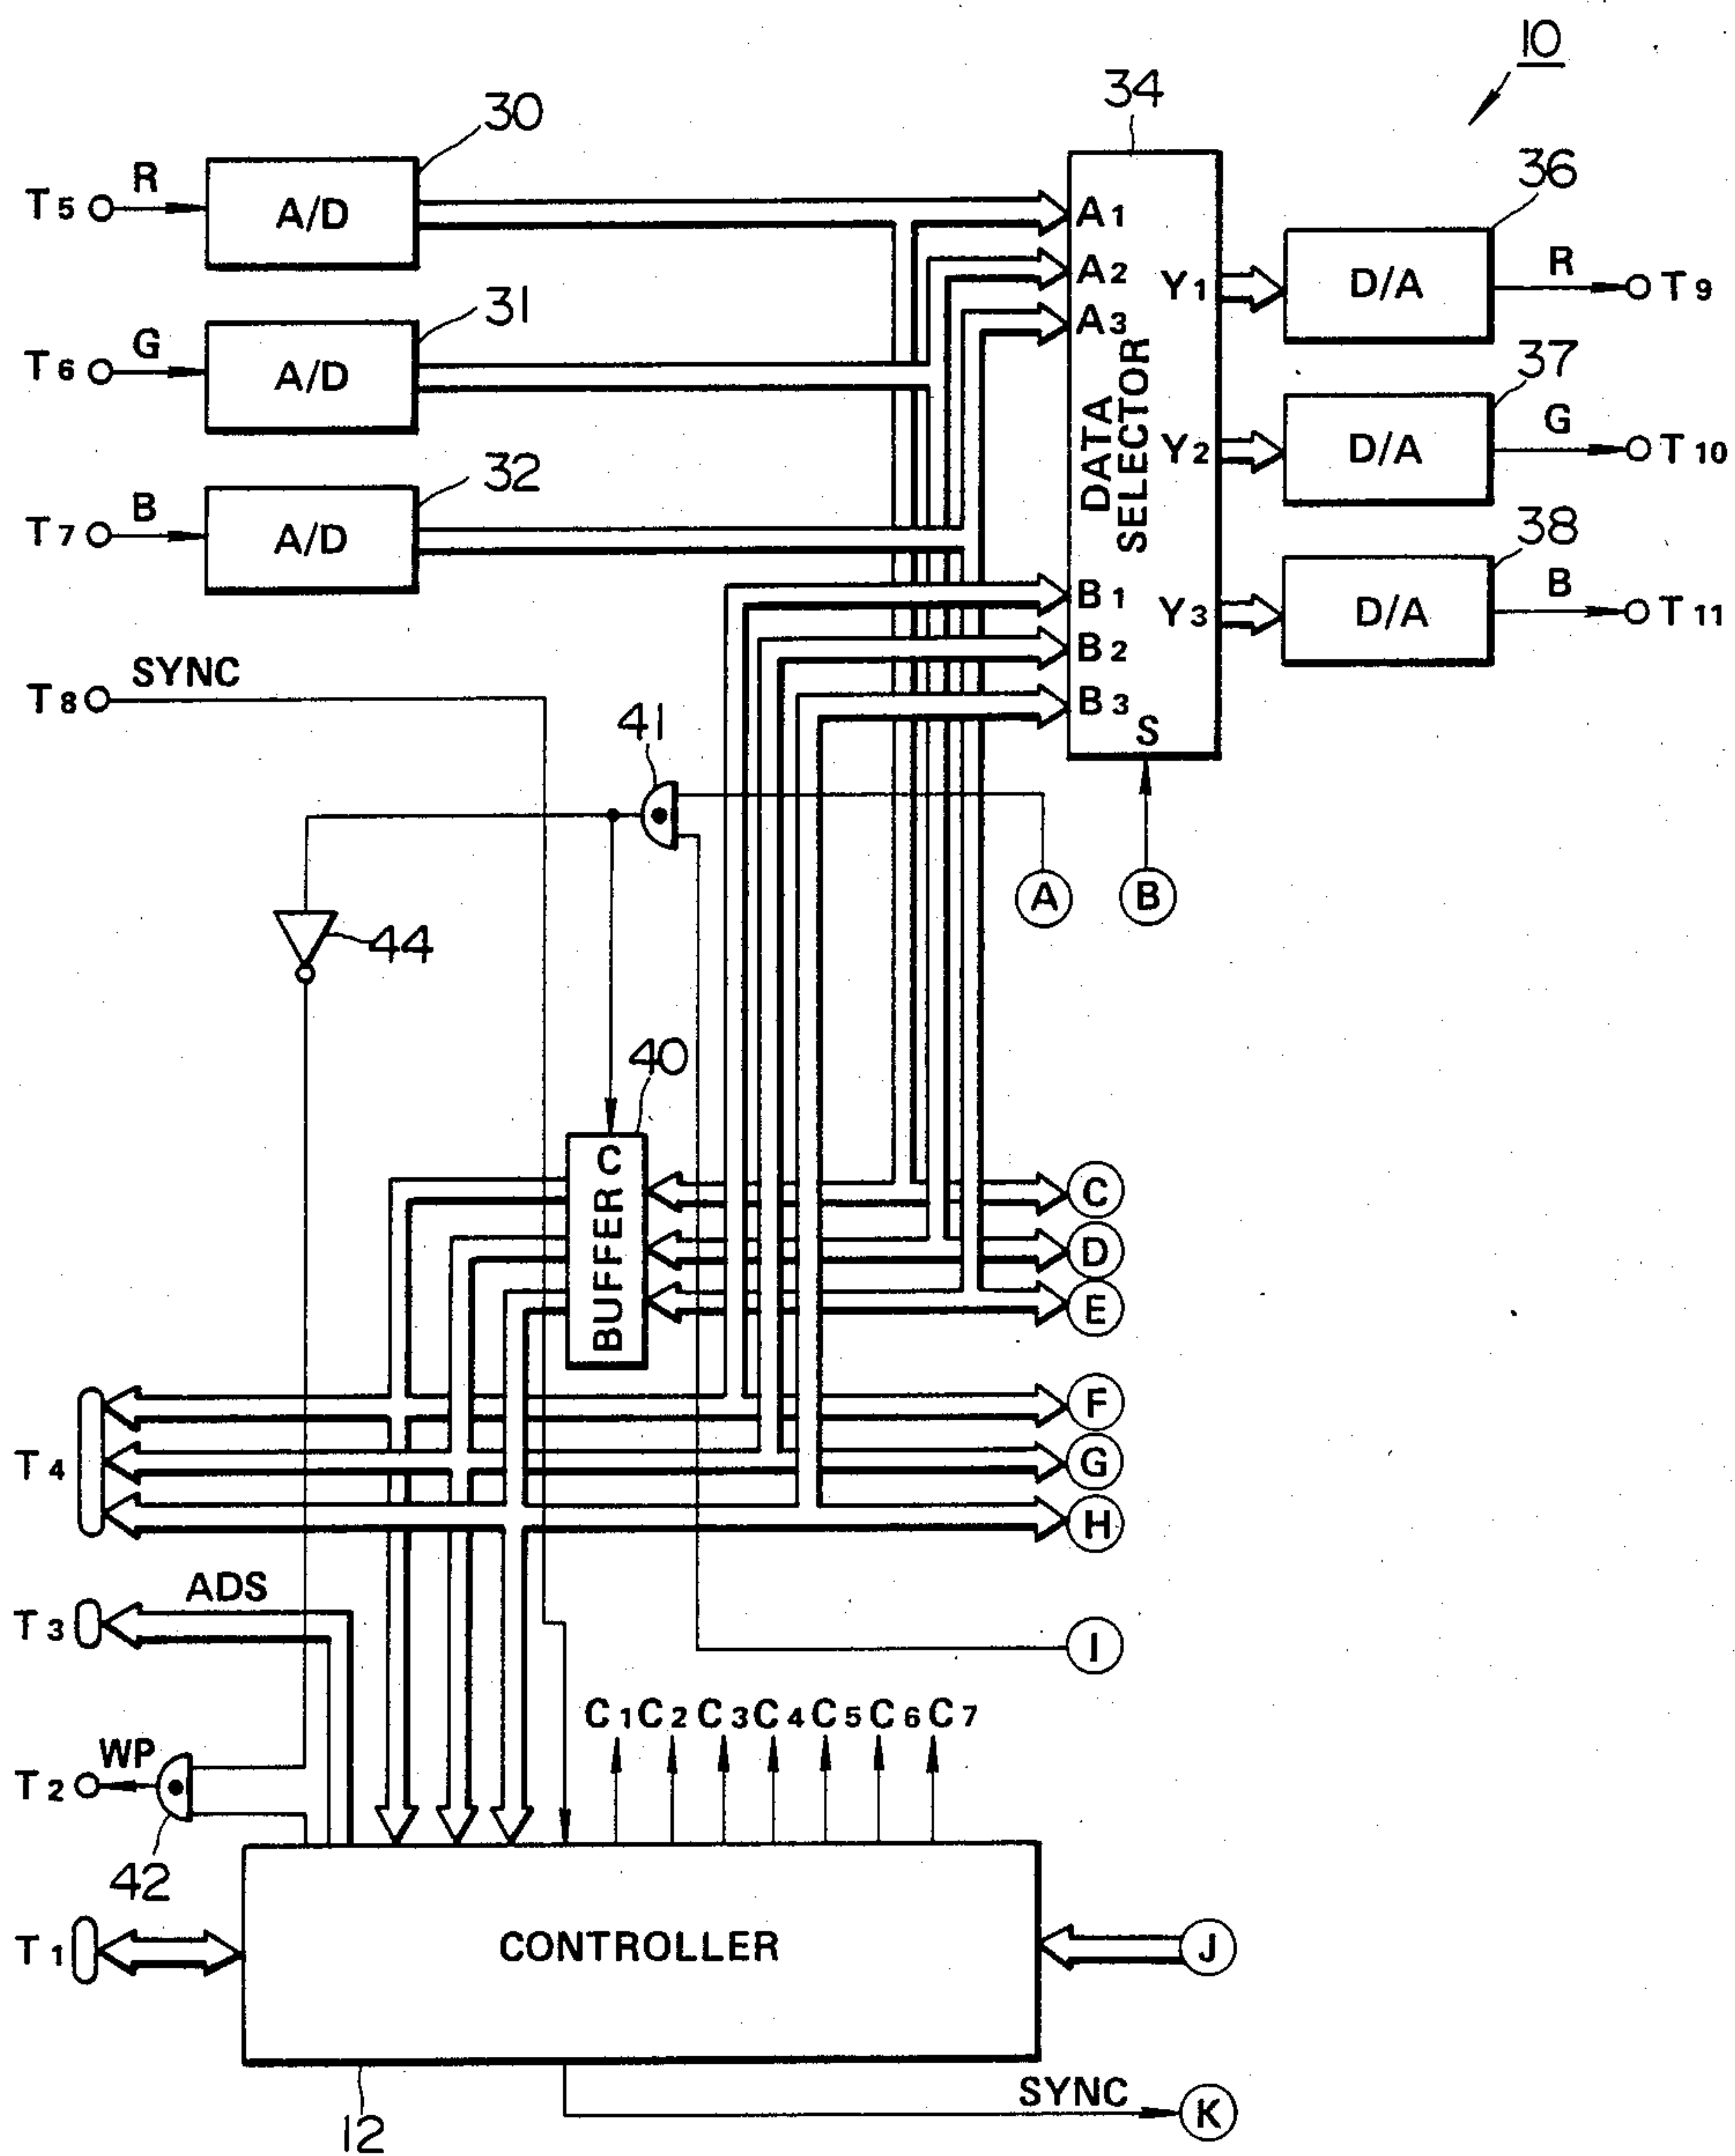 10
34
30
T5 R A/D A1
36
A2 Y1 D/A R T9
31
A3
T6 G A/D
37
DATA SELECTOR
Y2 D/A G T10
32
T7 B A/D
38
B1 Y3 D/A B T11
B2
T8 SYNC
B3
41
S
A B
44
40
C
BUFFER
C
D
E
F
T4 G
H
ADS
T3
I
C1 C2 C3 C4 C5 C6 C7
WP
T2
42
T1 CONTROLLER J
SYNC K
12